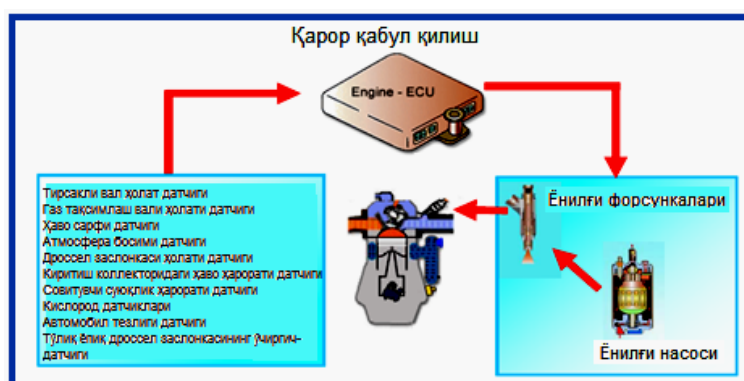 Қарор қабул қилиш
Engine - ECU
Тирсакли вал ҳолат датчиги
Газ тақсимлаш вали ҳолати датчиги
Ҳаво сарфи датчиги
Атмосфера босими датчиги
Дроссел заслонкаси ҳолати датчиги
Киритиш коллекторидаги ҳаво ҳарорати датчиги
Совитувчи суюқлик ҳарорати датчиги
Кислород датчиклари
Автомобил тезлиги датчиги
Тўлиқ ёпиқ дроссел заслонкасининг ўчиргич-
датчиги
Ёнилғи форсункалари
Ёнилғи насоси